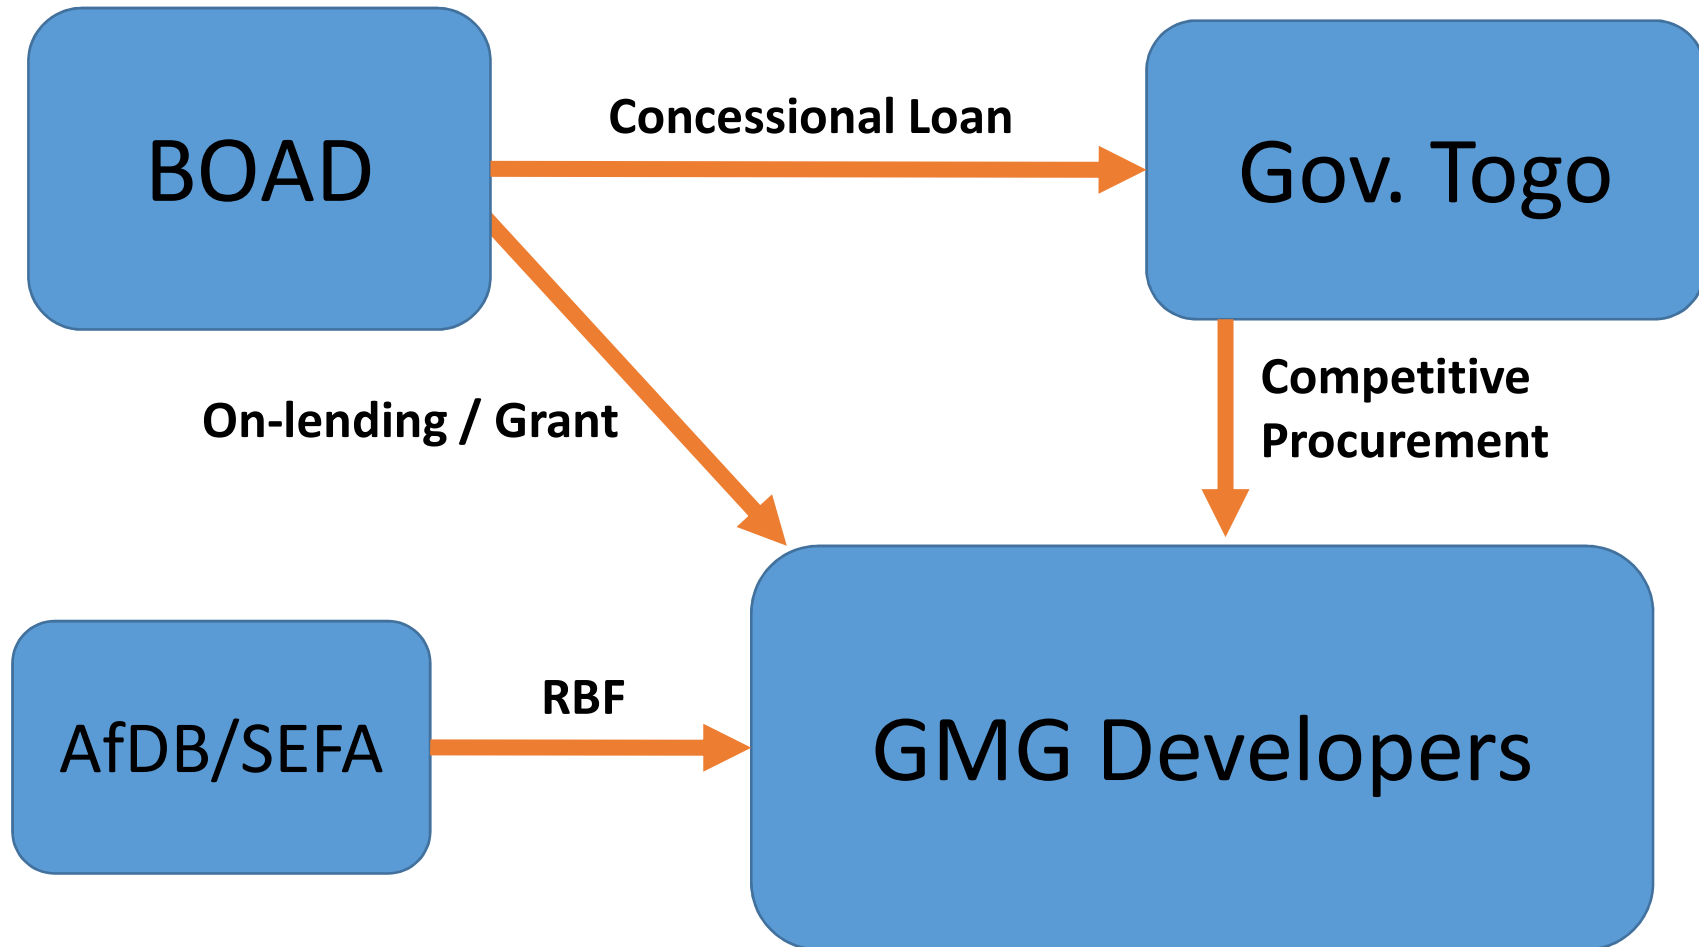 BOAD
Concessional Loan
Gov. Togo
On-lending / Grant
Competitive
Procurement
AfDB/SEFA
RBF
GMG Developers